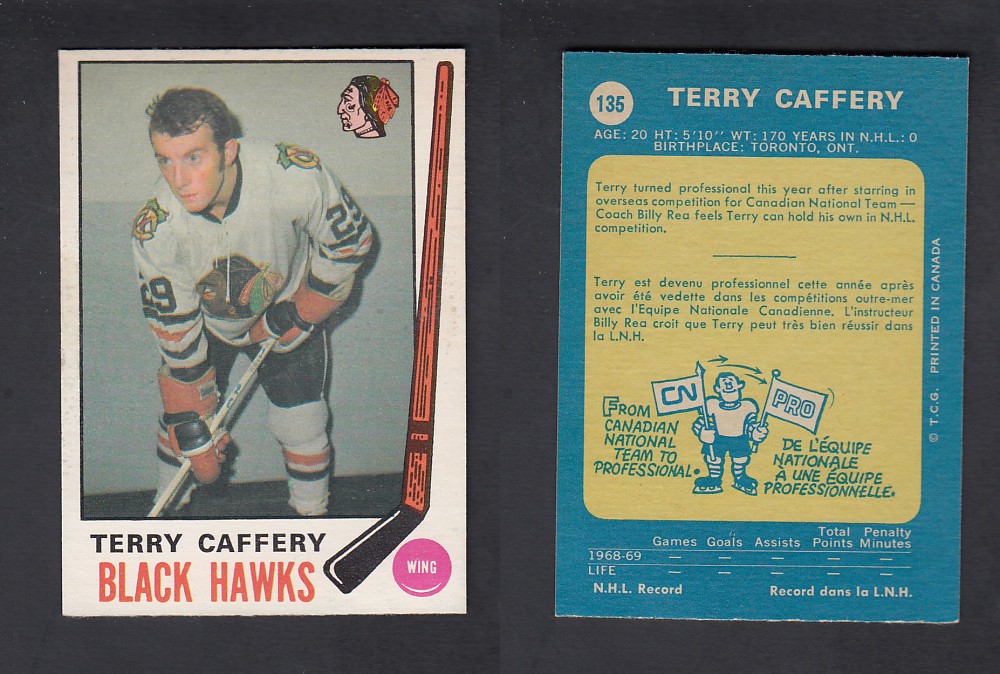 29
29
TERRY CAFFERY
BLACK HAWKS
WING
135
TERRY CAFFERY
AGE: 20 HT: 5'10'' WT: 170 YEARS IN N.H.L.: 0
BIRTHPLACE: TORONTO, ONT.
Terry turned professional this year after starring in
overseas competition for Canadian National Team —
Coach Billy Rea feels Terry can hold his own in N.H.L.
competition.
Terry est devenu professionnel cette année après
avoir été vedette dans les compétitions outre-mer
avec l'Equipe Nationale Canadienne. L'instructeur
Billy Rea croit que Terry peut très bien réussir dans
la L.N.H.
CN
PRO
FROM
CANADIAN
NATIONAL
TEAM TO
PROFESSIONAL.
DE L'ÉQUIPE
NATIONALE
À UNE ÉQUIPE
PROFESSIONNELLE.
© T.C.G. PRINTED IN CANADA
Games Goals Assists Total Points Penalty Minutes
1968-69 — — — — —
LIFE — — — — —
N.H.L. Record Record dans la L.N.H.